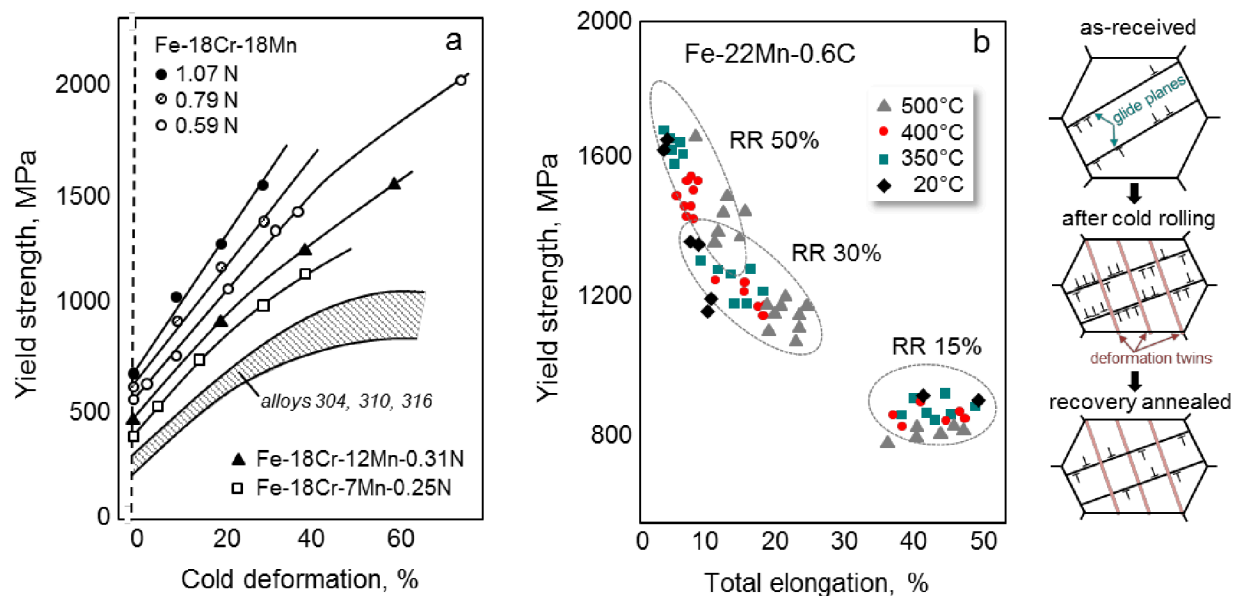 a
Fe-18Cr-18Mn
1.07 N
0.79 N
0.59 N
2000
1500
1000
500
0
Yield strength, MPa
alloys 304, 310, 316
Fe-18Cr-12Mn-0.31N
Fe-18Cr-7Mn-0.25N
0 20 40 60
Cold deformation, %
b
Fe-22Mn-0.6C
500°C
400°C
350°C
20°C
2000
1600
1200
800
Yield strength, MPa
RR 50%
RR 30%
RR 15%
0 10 20 30 40 50
Total elongation, %
as-received
glide planes
after cold rolling
deformation twins
recovery annealed